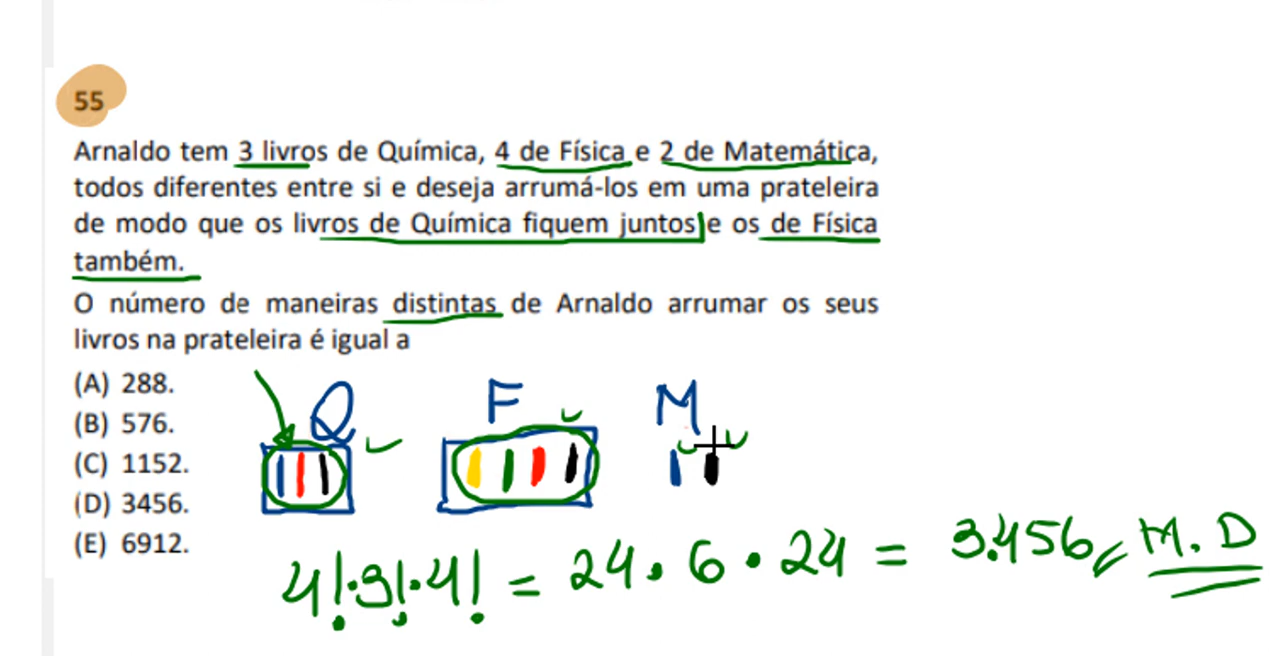 55
Arnaldo tem 3 livros de Química, 4 de Física e 2 de Matemática,
todos diferentes entre si e deseja arrumá-los em uma prateleira
de modo que os livros de Química fiquem juntos e os de Física
também.
O número de maneiras distintas de Arnaldo arrumar os seus
livros na prateleira é igual a
(A) 288.
(B) 576.
(C) 1152.
(D) 3456.
(E) 6912.
Q F M
4!·3!·4! = 24 · 6 · 24 = 3.456 M. D